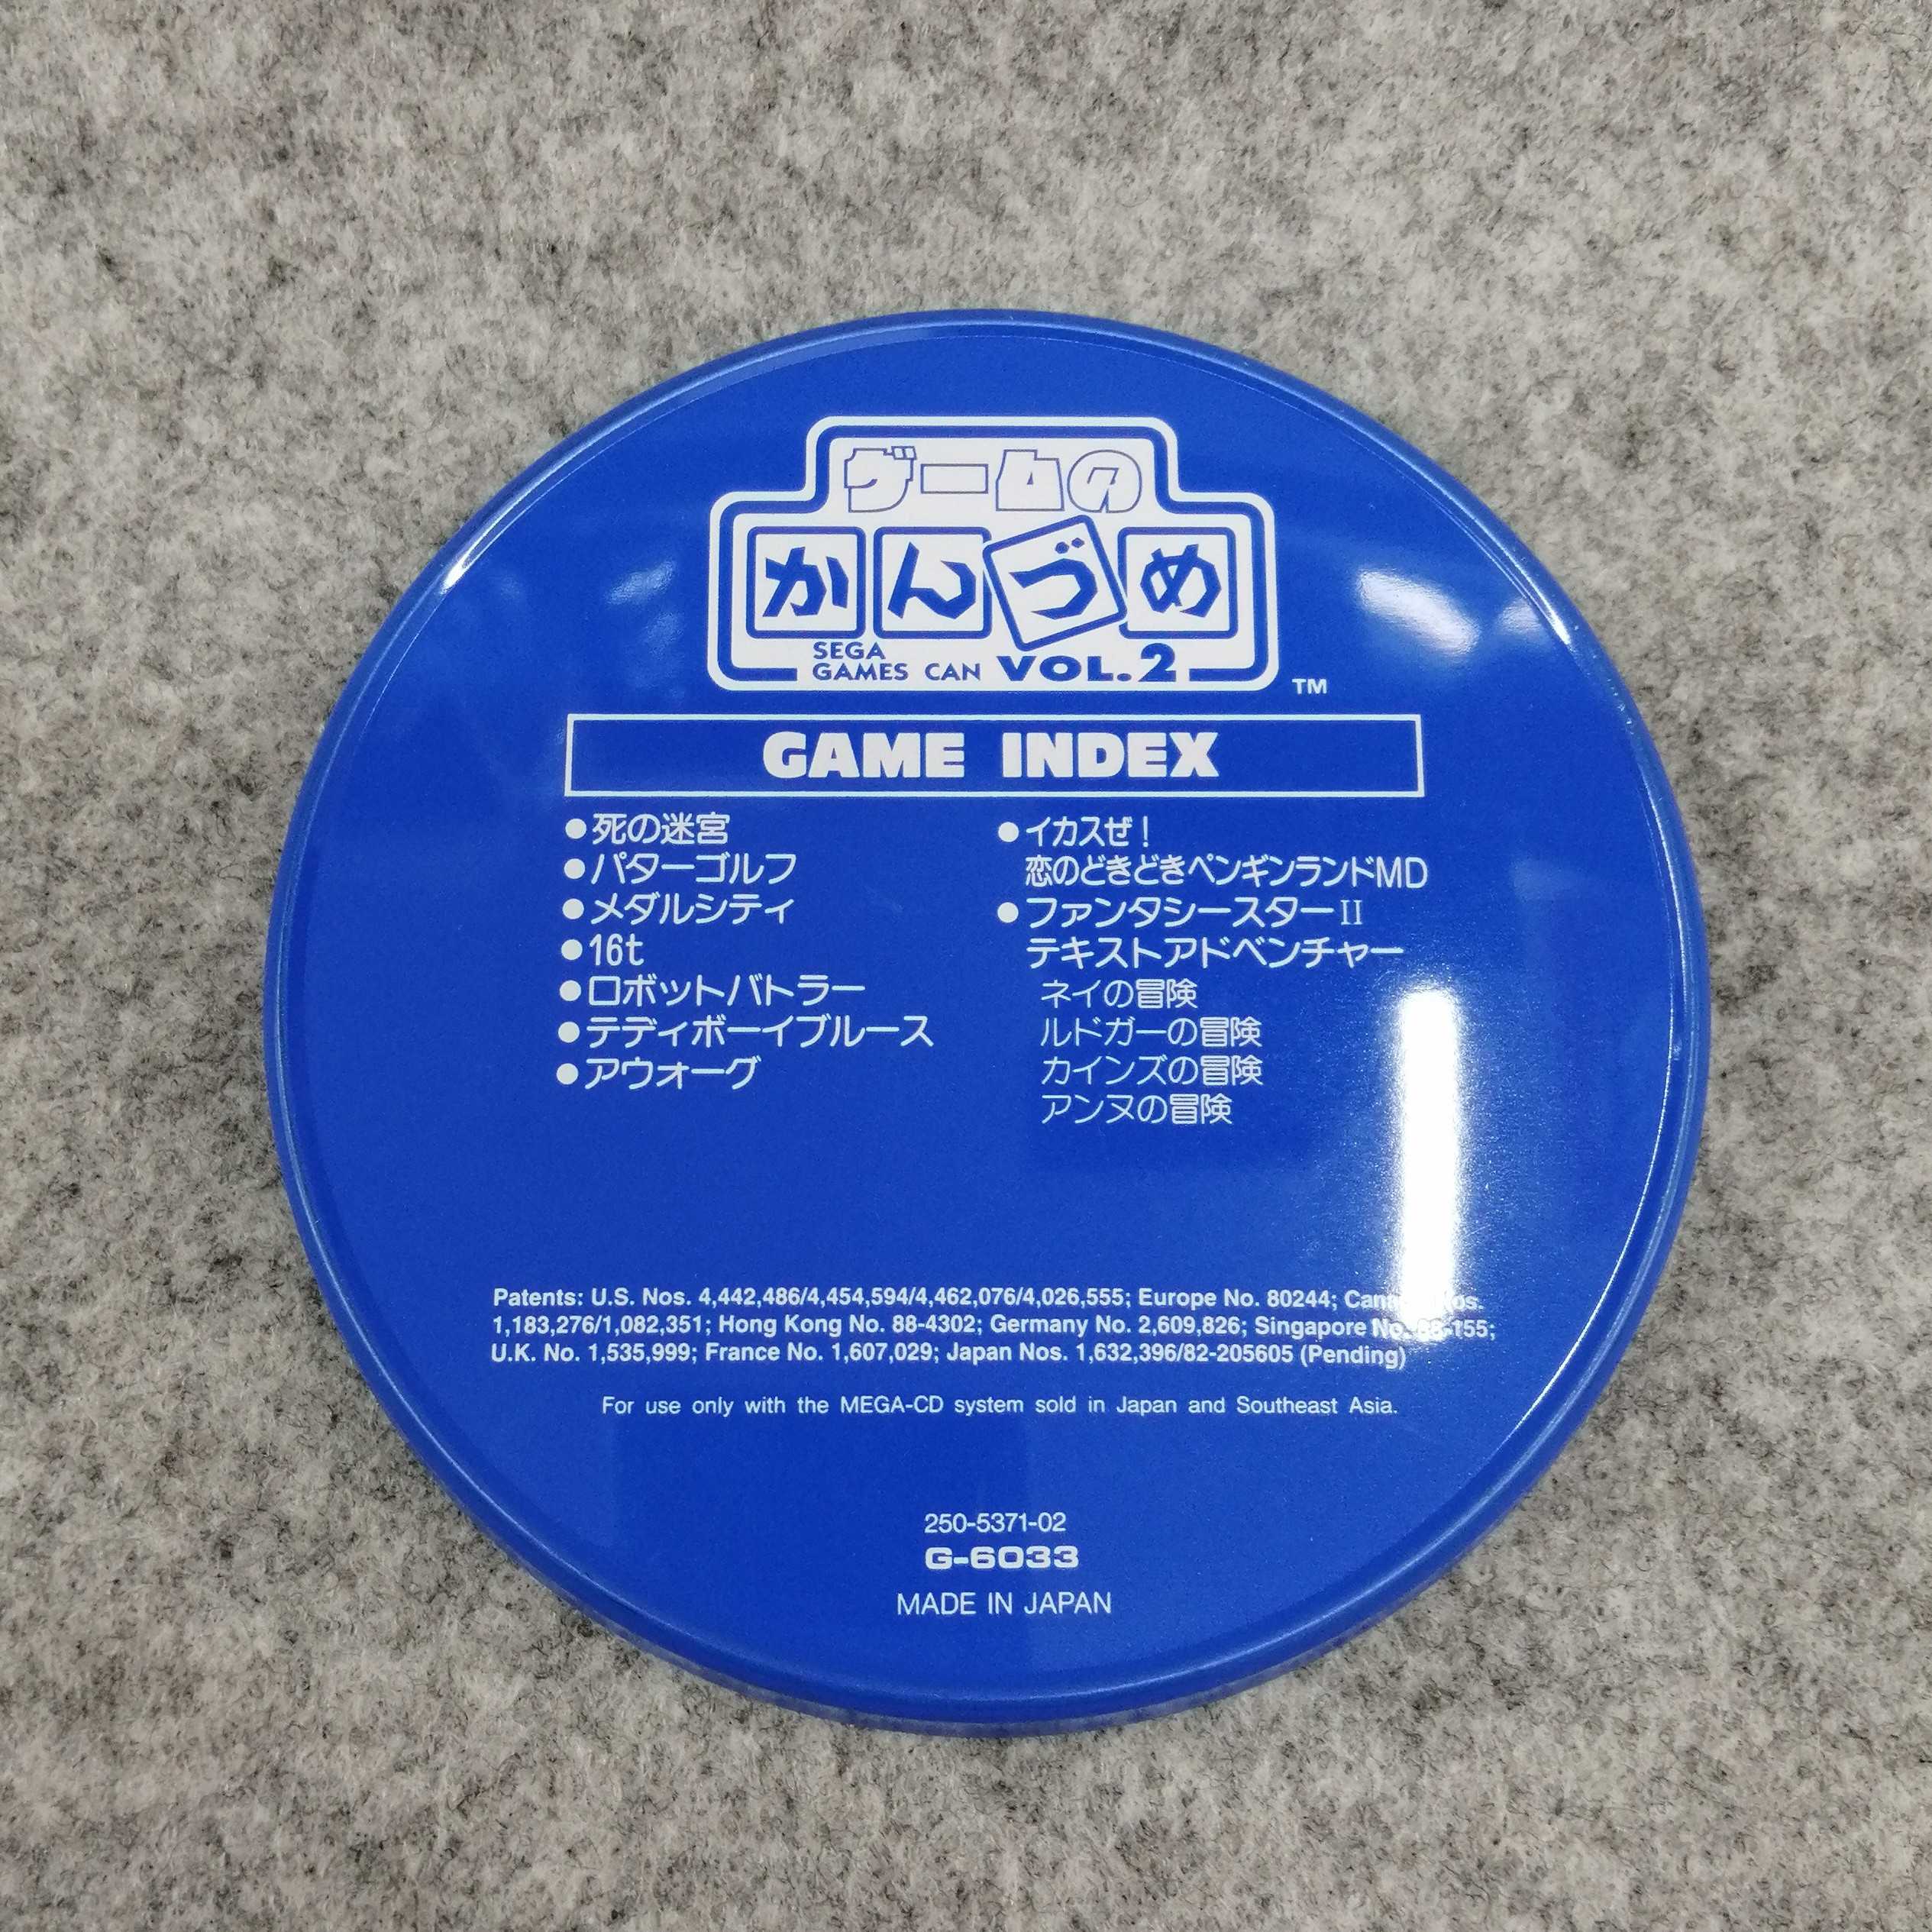 ゲームの
かんづめ
SEGA
GAMES CAN VOL.2
TM
GAME INDEX
●死の迷宮
●パターゴルフ
●メダルシティ
●16t
●ロボットバトラー
●テディボーイブルース
●アウォーグ
●イカスぜ！
恋のどきどきペンギンランドMD
●ファンタシースターII
テキストアドベンチャー
ネイの冒険
ルドガーの冒険
カインズの冒険
アンヌの冒険
Patents: U.S. Nos. 4,442,486/4,454,594/4,462,076/4,026,555; Europe No. 80244;
1,183,276/1,082,351; Hong Kong No. 88-4302; Germany No. 2,609,826; Singapore No.
U.K. No. 1,535,999; France No. 1,607,029; Japan Nos. 1,632,396/82-205605 (Pending)
For use only with the MEGA-CD system sold in Japan and Southeast Asia.
250-5371-02
G-6033
MADE IN JAPAN